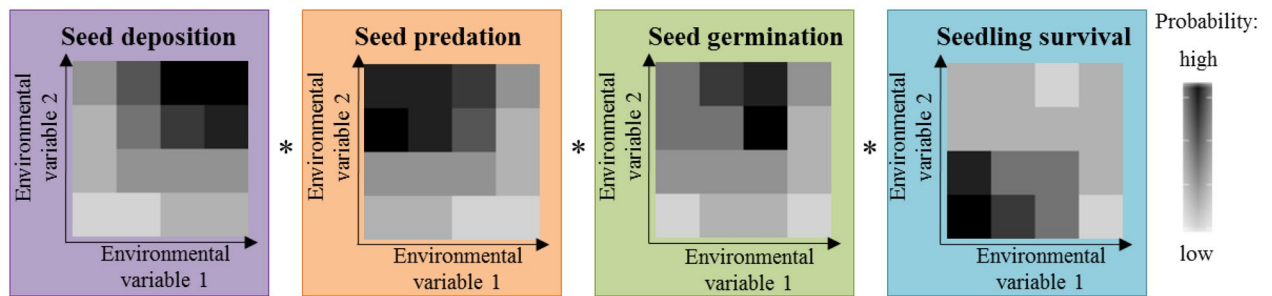 Seed deposition
Environmental
variable 2
Environmental
variable 1
*
Seed predation
Environmental
variable 2
Environmental
variable 1
*
Seed germination
Environmental
variable 2
Environmental
variable 1
*
Seedling survival
Environmental
variable 2
Environmental
variable 1
Probability:
high
low